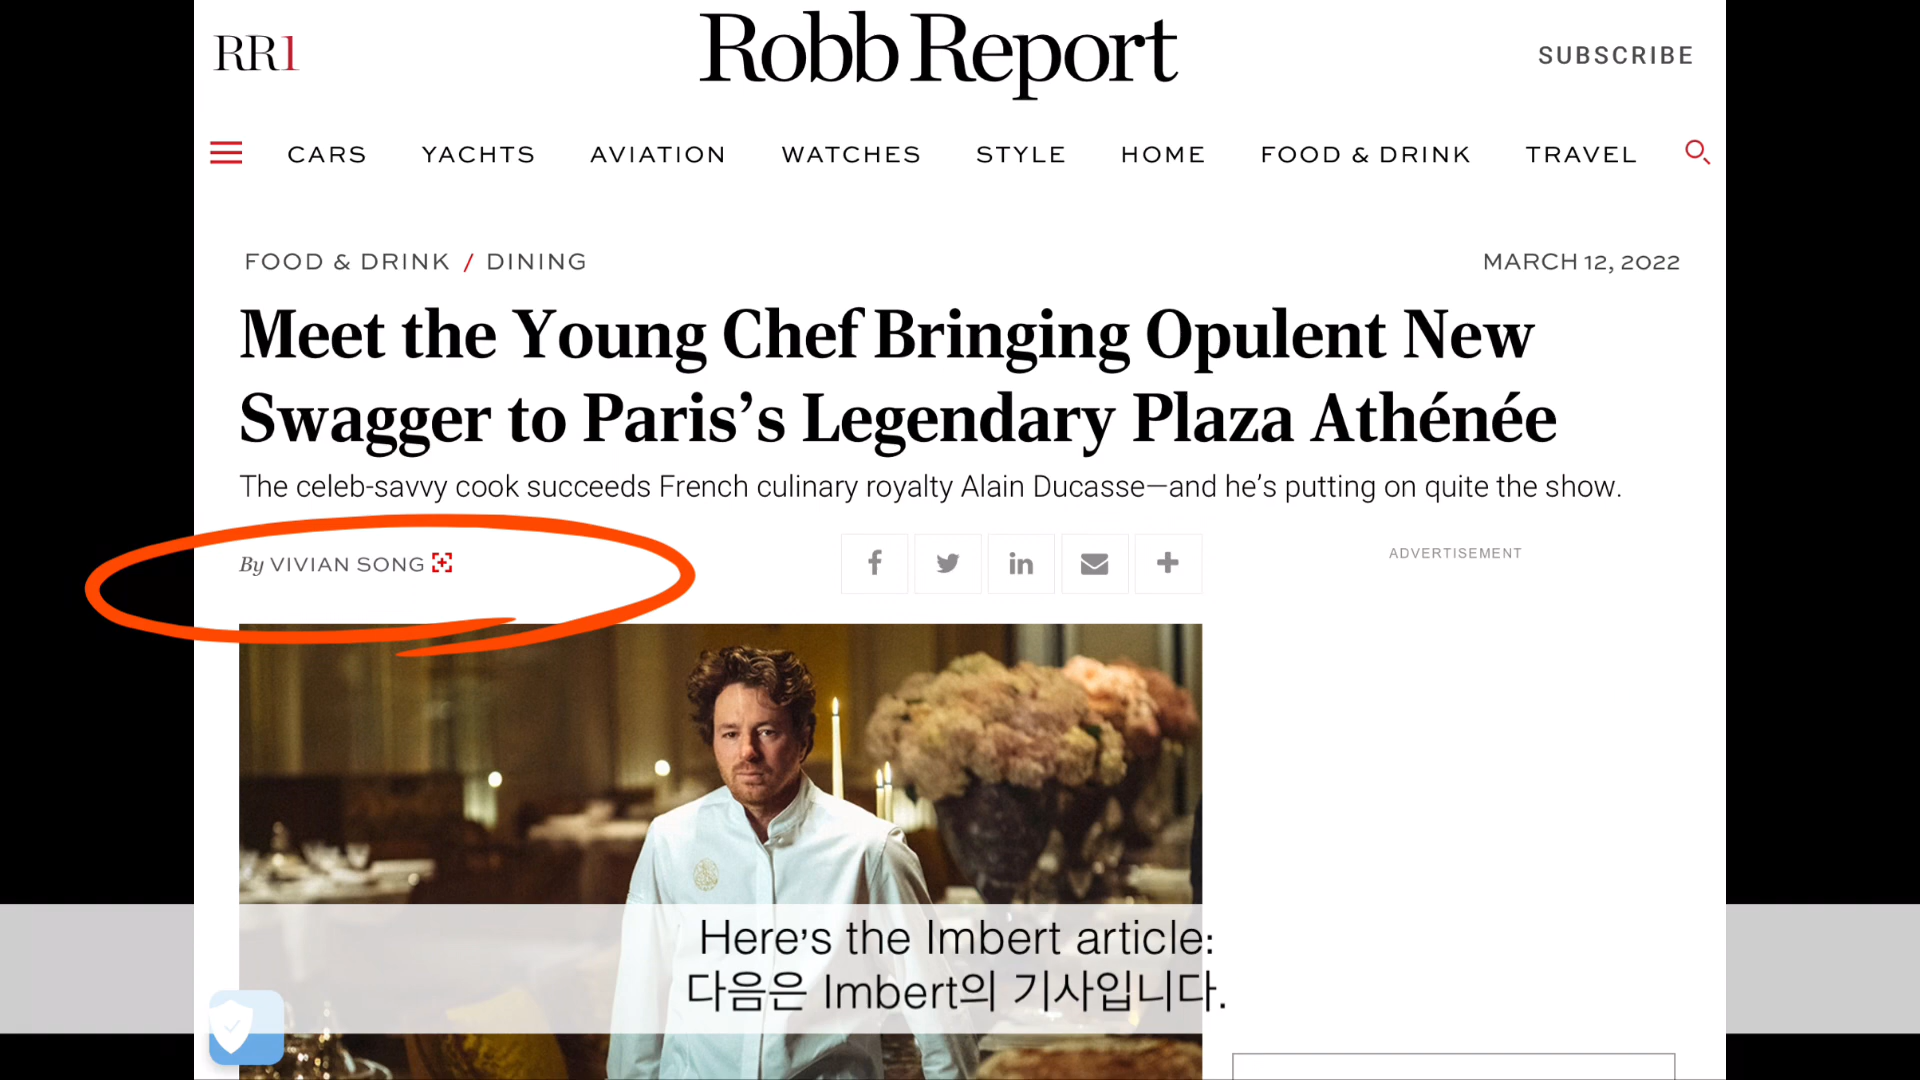 RR1
Robb Report
SUBSCRIBE
CARS YACHTS AVIATION WATCHES STYLE HOME FOOD & DRINK TRAVEL
FOOD & DRINK / DINING
MARCH 12, 2022
Meet the Young Chef Bringing Opulent New
Swagger to Paris’s Legendary Plaza Athénée
The celeb-savvy cook succeeds French culinary royalty Alain Ducasse—and he’s putting on quite the show.
By VIVIAN SONG
ADVERTISEMENT
Here’s the Imbert article:
다음은 Imbert의 기사입니다.